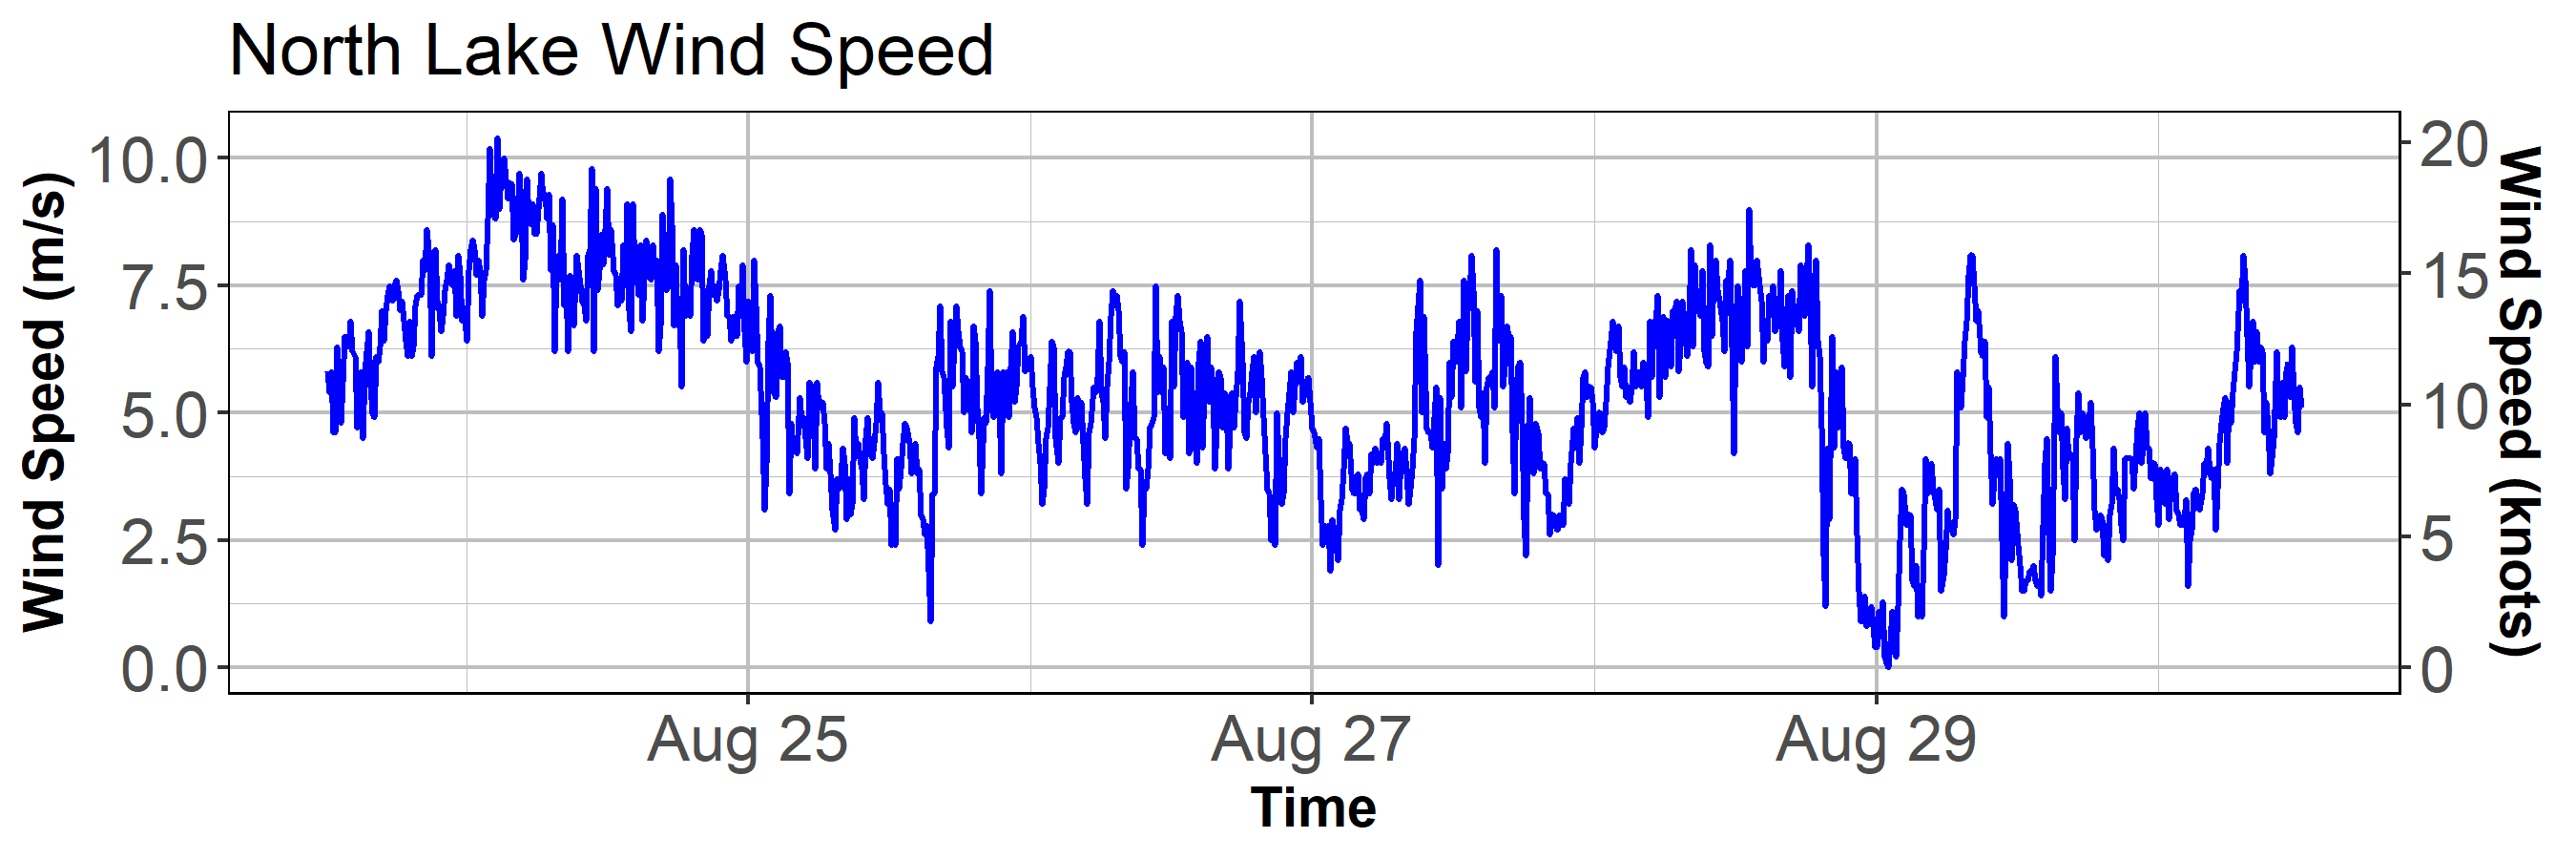 North Lake Wind Speed
Wind Speed (m/s)
10.0
7.5
5.0
2.5
0.0
20
15
10
5
0
Wind Speed (knots)
Aug 25
Aug 27
Aug 29
Time